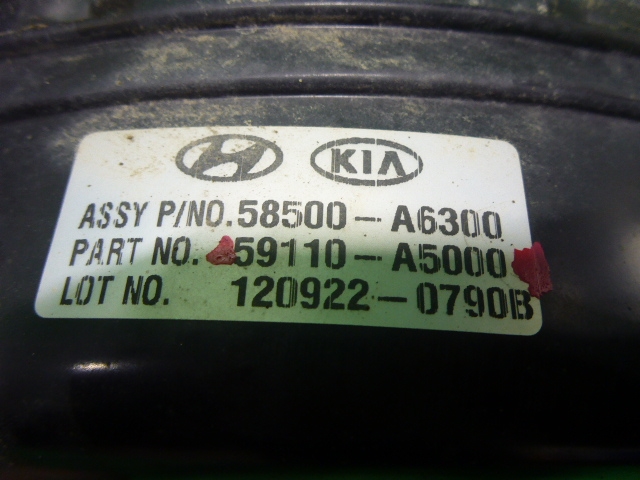 H KIA
ASSY P/NO. 58500-A6300
PART NO. 59110-A5000
LOT NO. 120922-0790B